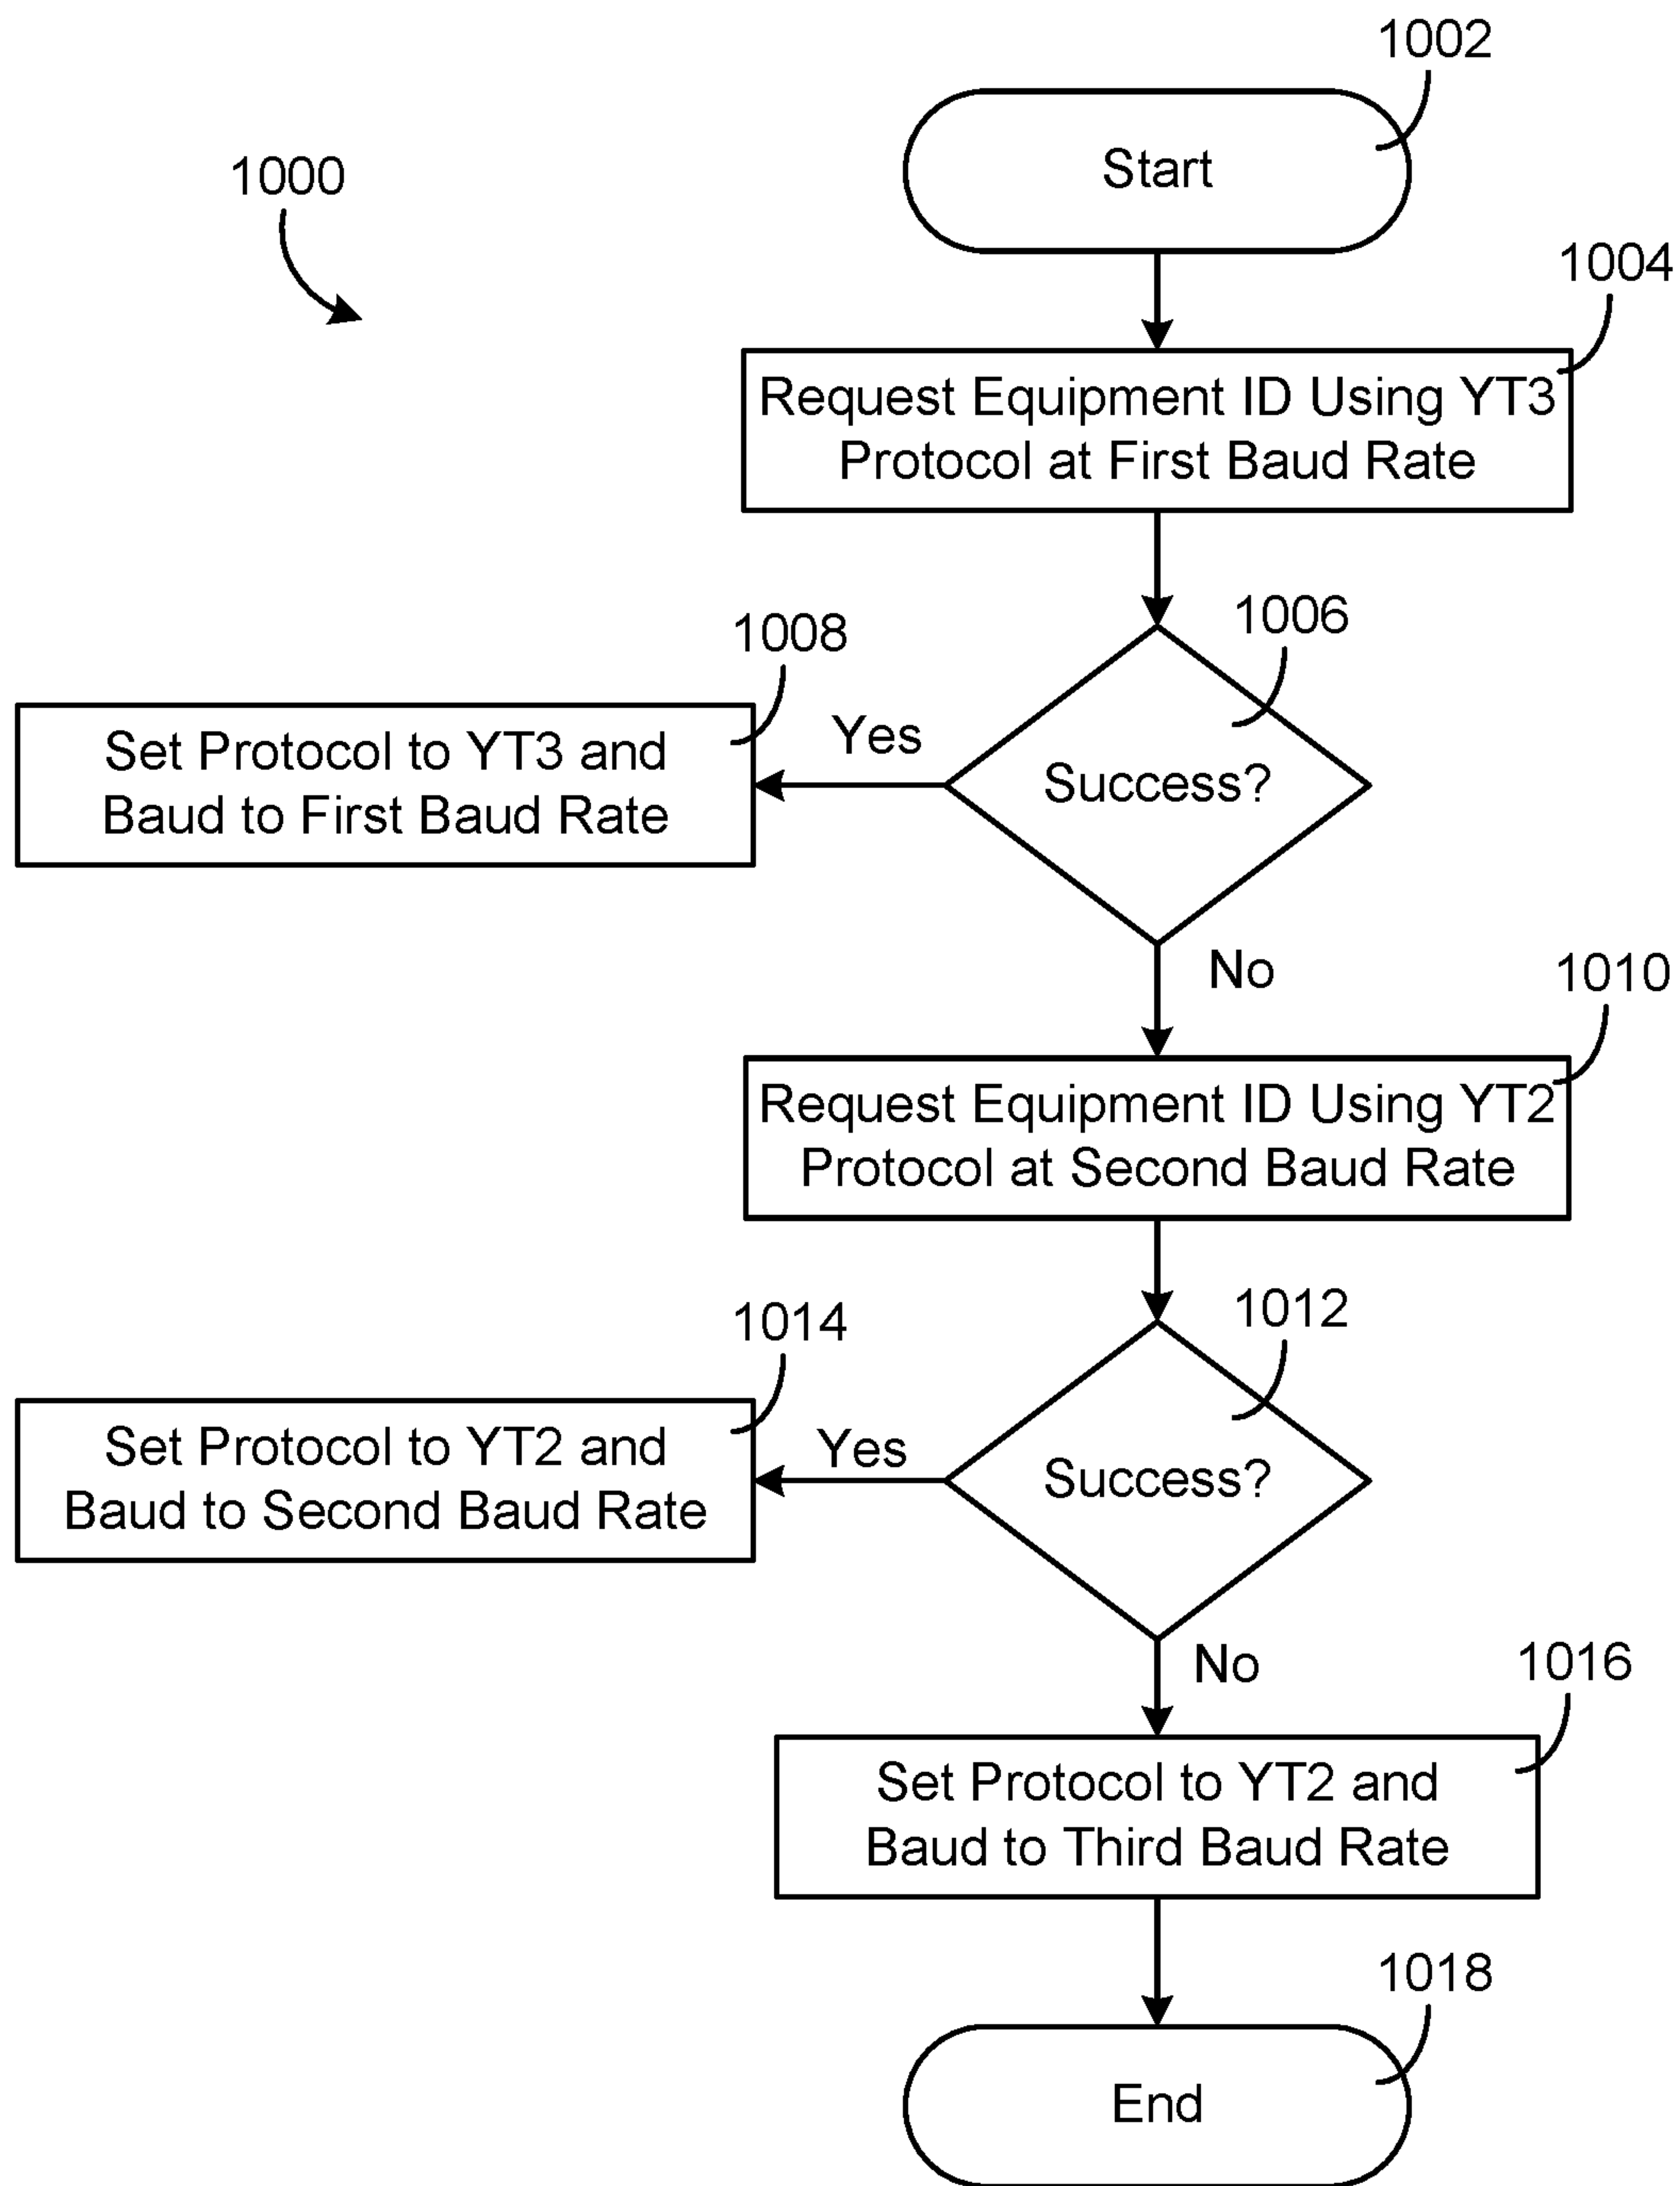 1002
1000
Start
1004
Request Equipment ID Using YT3
Protocol at First Baud Rate
1006
1008
Success?
Yes
Set Protocol to YT3 and
Baud to First Baud Rate
No
1010
Request Equipment ID Using YT2
Protocol at Second Baud Rate
1012
1014
Success?
Yes
Set Protocol to YT2 and
Baud to Second Baud Rate
No
1016
Set Protocol to YT2 and
Baud to Third Baud Rate
1018
End